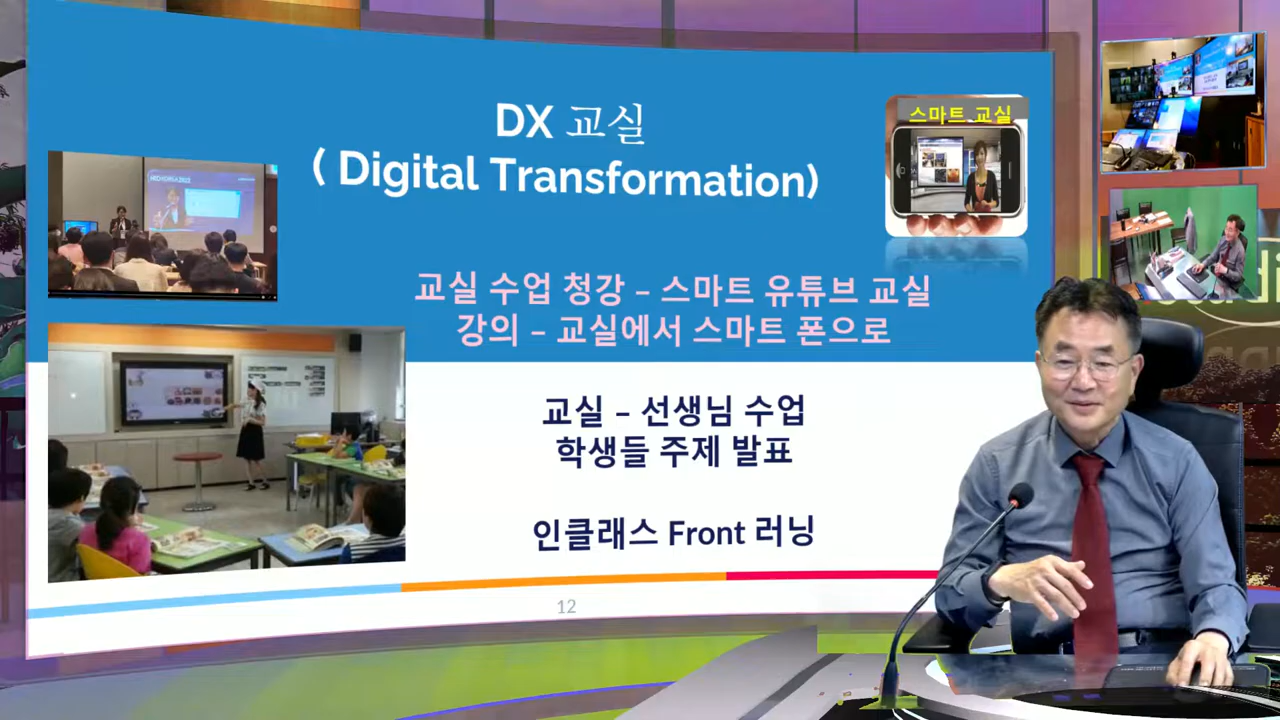 DX 교실
( Digital Transformation)
스마트 교실
교실 수업 청강 – 스마트 유튜브 교실
강의 – 교실에서 스마트 폰으로
교실 – 선생님 수업
학생들 주제 발표
인클래스 Front 러닝
12